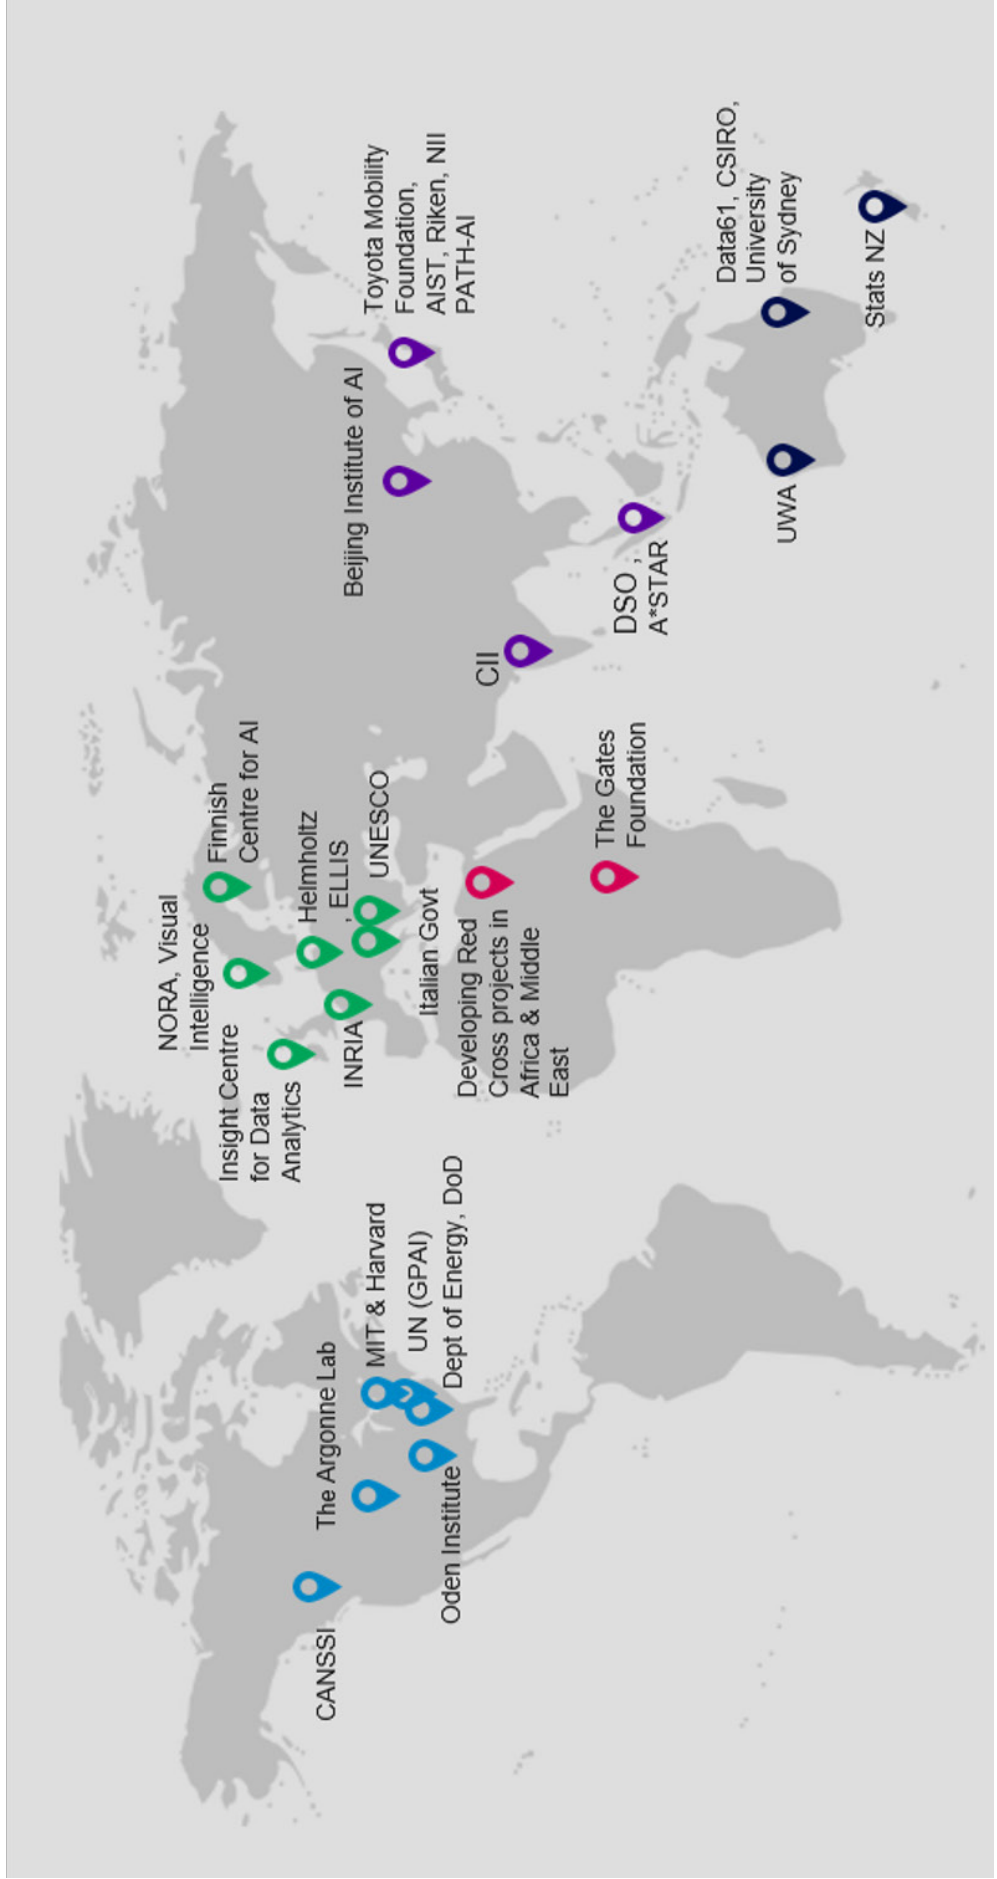 CANSSI
The Argonne Lab
MIT & Harvard
UN (GPAI)
Dept of Energy, DoD
Oden Institute
NORA, Visual
Intelligence
Insight Centre
for Data
Analytics
Finnish
Centre for AI
Helmholtz
, ELLIS
UNESCO
INRIA
Italian Govt
Developing Red
Cross projects in
Africa & Middle
East
The Gates
Foundation
Beijing Institute of AI
Toyota Mobility
Foundation,
AIST, Riken, NII
PATH-AI
CII
DSO ,
A*STAR
Data61, CSIRO,
University
of Sydney
UWA
Stats NZ